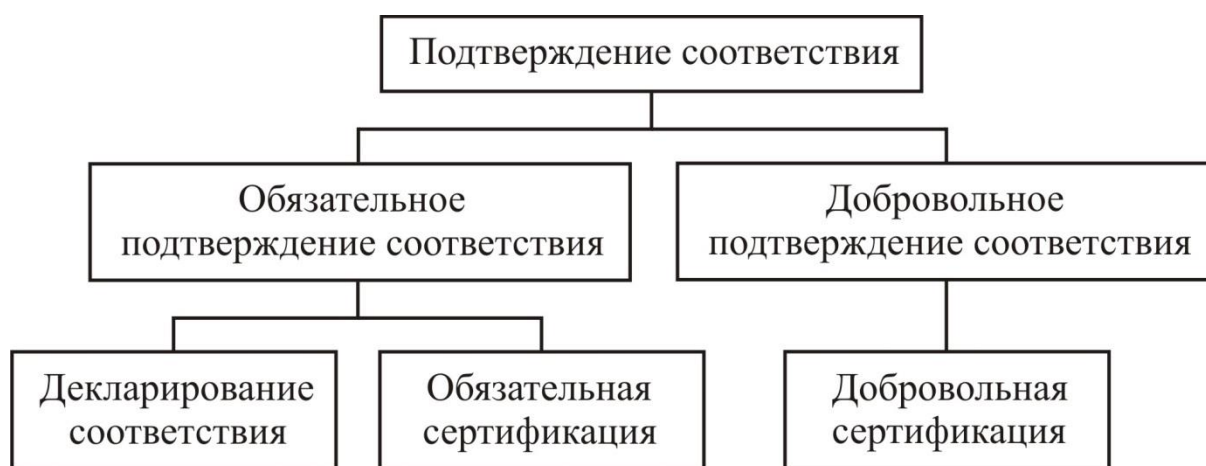 Подтверждение соответствия
Обязательное
подтверждение соответствия
Добровольное
подтверждение соответствия
Декларирование
соответствия
Обязательная
сертификация
Добровольная
сертификация